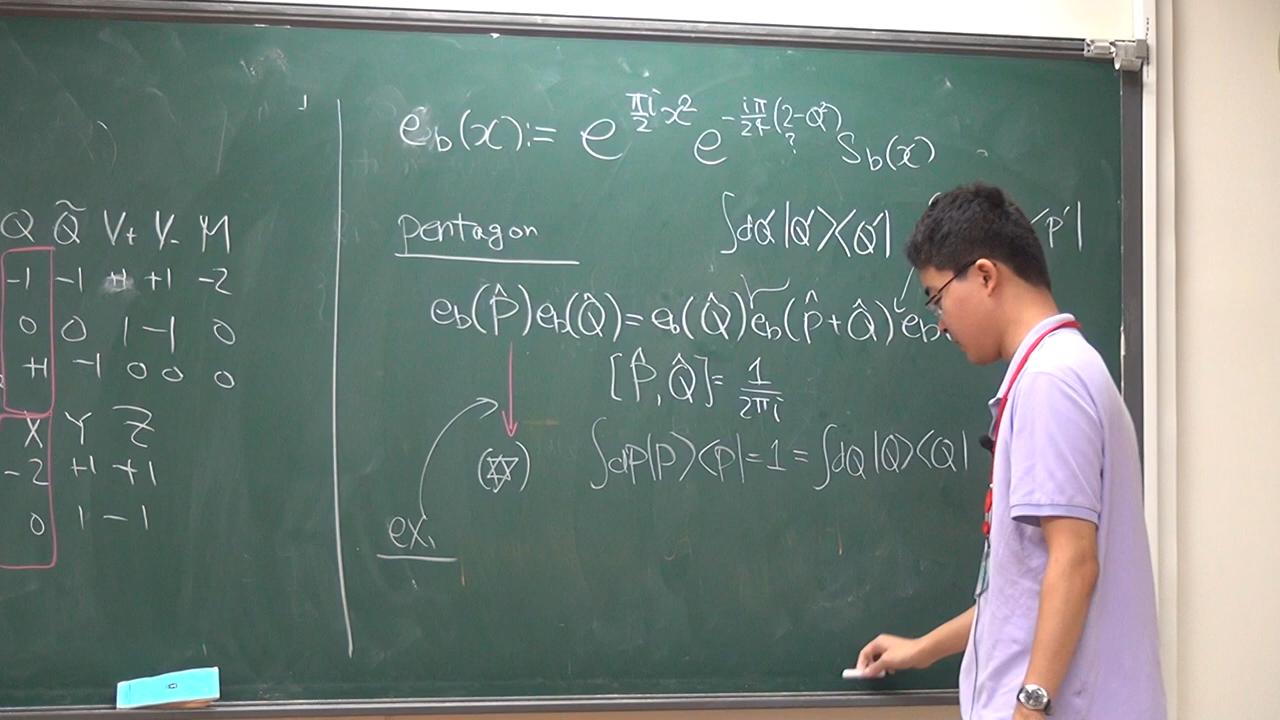 Q Q̃ V₊ V₋ M
-1 -1 +1 +1 -2
0 0 1 -1 0
+1 -1 0 0 0
X Y Z
-2 +1 +1
0 1 -1
e_b(x) := e^{πi/2 x²} e^{-iπ/24 (2-Q²)} S_b(x)
?
pentagon
∫dQ'|Q'><Q'| <p'|
e_b(P̂)e_b(Q̂) = e_b(Q̂)e_b(P̂+Q̂)e_b
[P̂,Q̂] = 1/2πi
(✡) ∫dp|p><p| = 1 = ∫dQ|Q><Q|
ex.